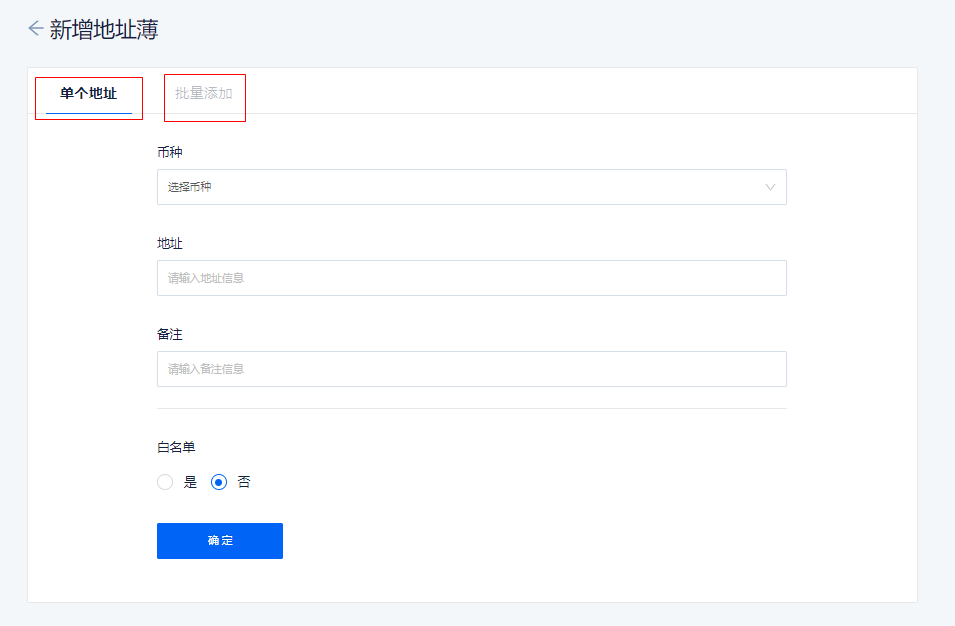 新增地址薄
单个地址 批量添加
币种
选择币种
地址
请输入地址信息
备注
请输入备注信息
白名单
是 否
确定